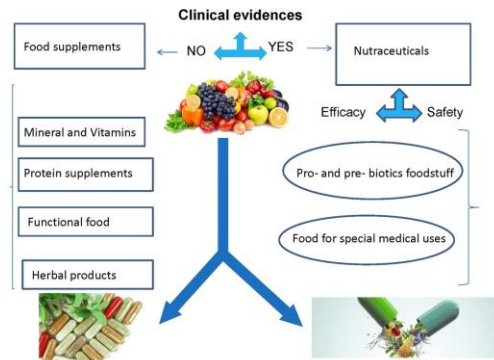 Clinical evidences
Food supplements
NO
YES
Nutraceuticals
Efficacy
Safety
Mineral and Vitamins
Protein supplements
Functional food
Herbal products
Pro- and pre- biotics foodstuff
Food for special medical uses